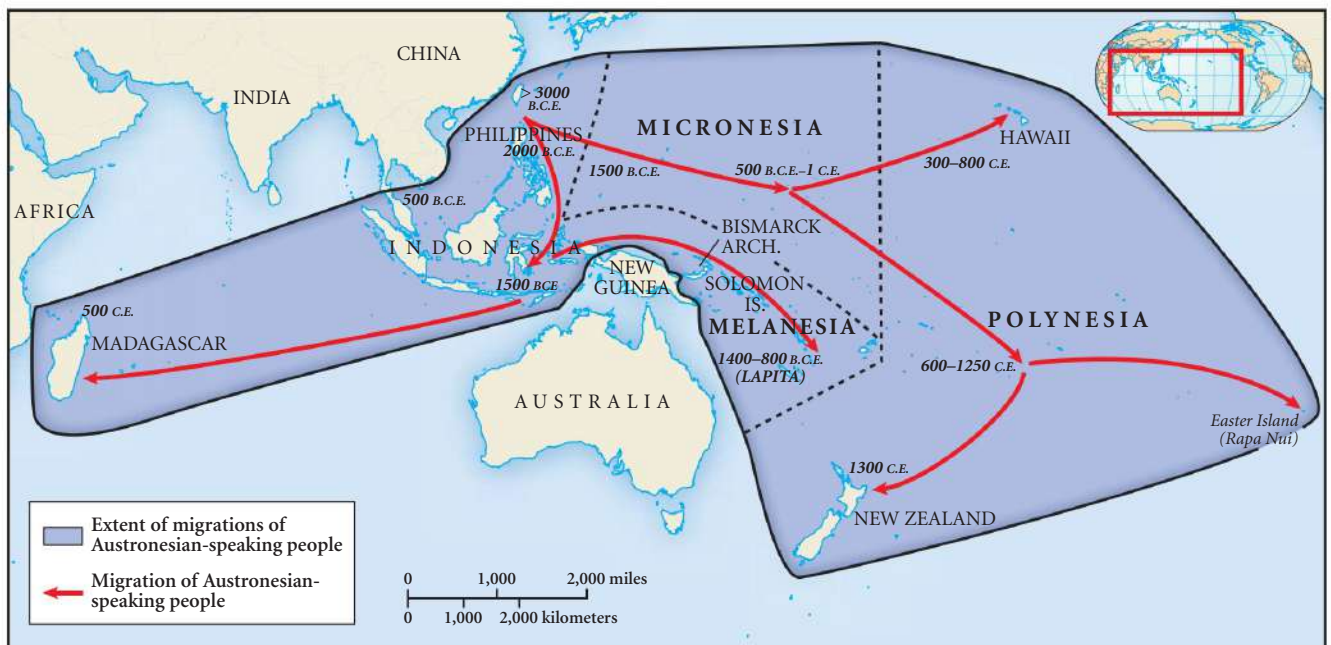 CHINA
INDIA
> 3000
B.C.E.
PHILIPPINES
2000 B.C.E.
MICRONESIA
HAWAII
1500 B.C.E.
500 B.C.E.–1 C.E.
300–800 C.E.
AFRICA
500 B.C.E.
INDONESIA
BISMARCK
ARCH.
NEW
GUINEA
SOLOMON
IS.
1500 BCE
500 C.E.
MADAGASCAR
MELANESIA
POLYNESIA
1400–800 B.C.E.
(LAPITA)
600–1250 C.E.
AUSTRALIA
Easter Island
(Rapa Nui)
1300 C.E.
NEW ZEALAND
Extent of migrations of
Austronesian-speaking people
Migration of Austronesian-
speaking people
0 1,000 2,000 miles
0 1,000 2,000 kilometers